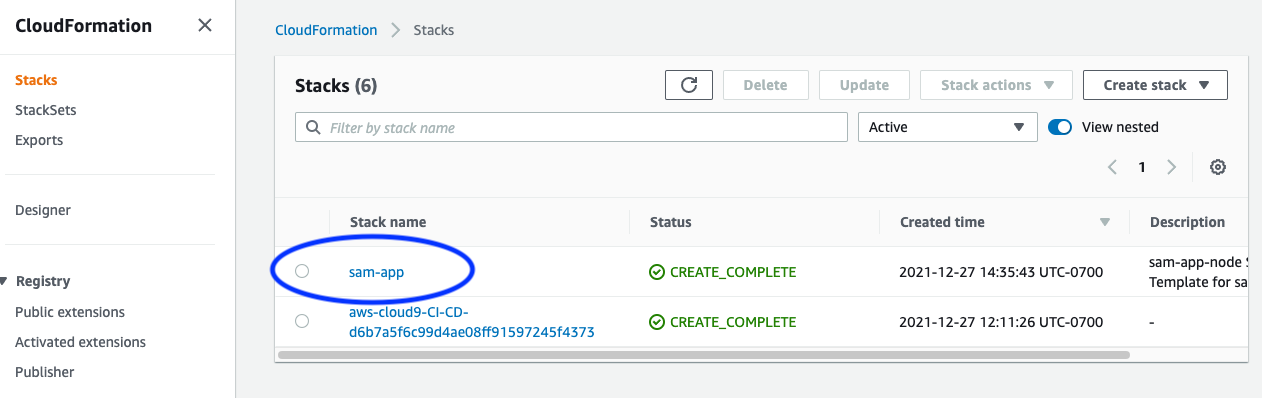 CloudFormation
Stacks
StackSets
Exports
Designer
Registry
Public extensions
Activated extensions
Publisher
CloudFormation > Stacks
Stacks (6)
Delete
Update
Stack actions
Create stack
Filter by stack name
Active
View nested
1
Stack name
Status
Created time
Description
sam-app
CREATE_COMPLETE
2021-12-27 14:35:43 UTC-0700
sam-app-node
Template for sa
aws-cloud9-CI-CD-
d6b7a5f6c99d4ae08ff91597245f4373
CREATE_COMPLETE
2021-12-27 12:11:26 UTC-0700
-